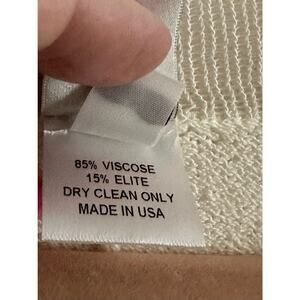 85% VISCOSE
15% ELITE
DRY CLEAN ONLY
MADE IN USA